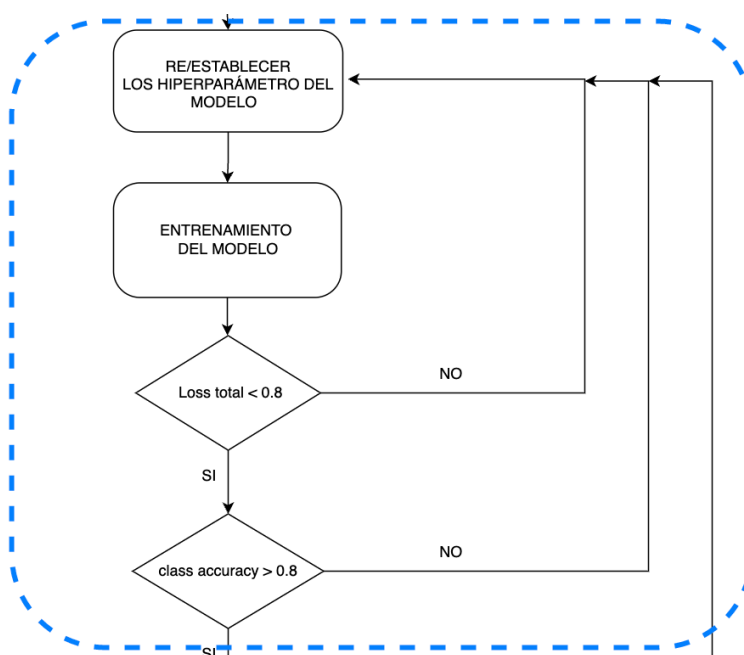 RE/ESTABLECER
LOS HIPERPARÁMETRO DEL
MODELO
ENTRENAMIENTO
DEL MODELO
Loss total < 0.8
NO
SI
class accuracy > 0.8
NO
SI